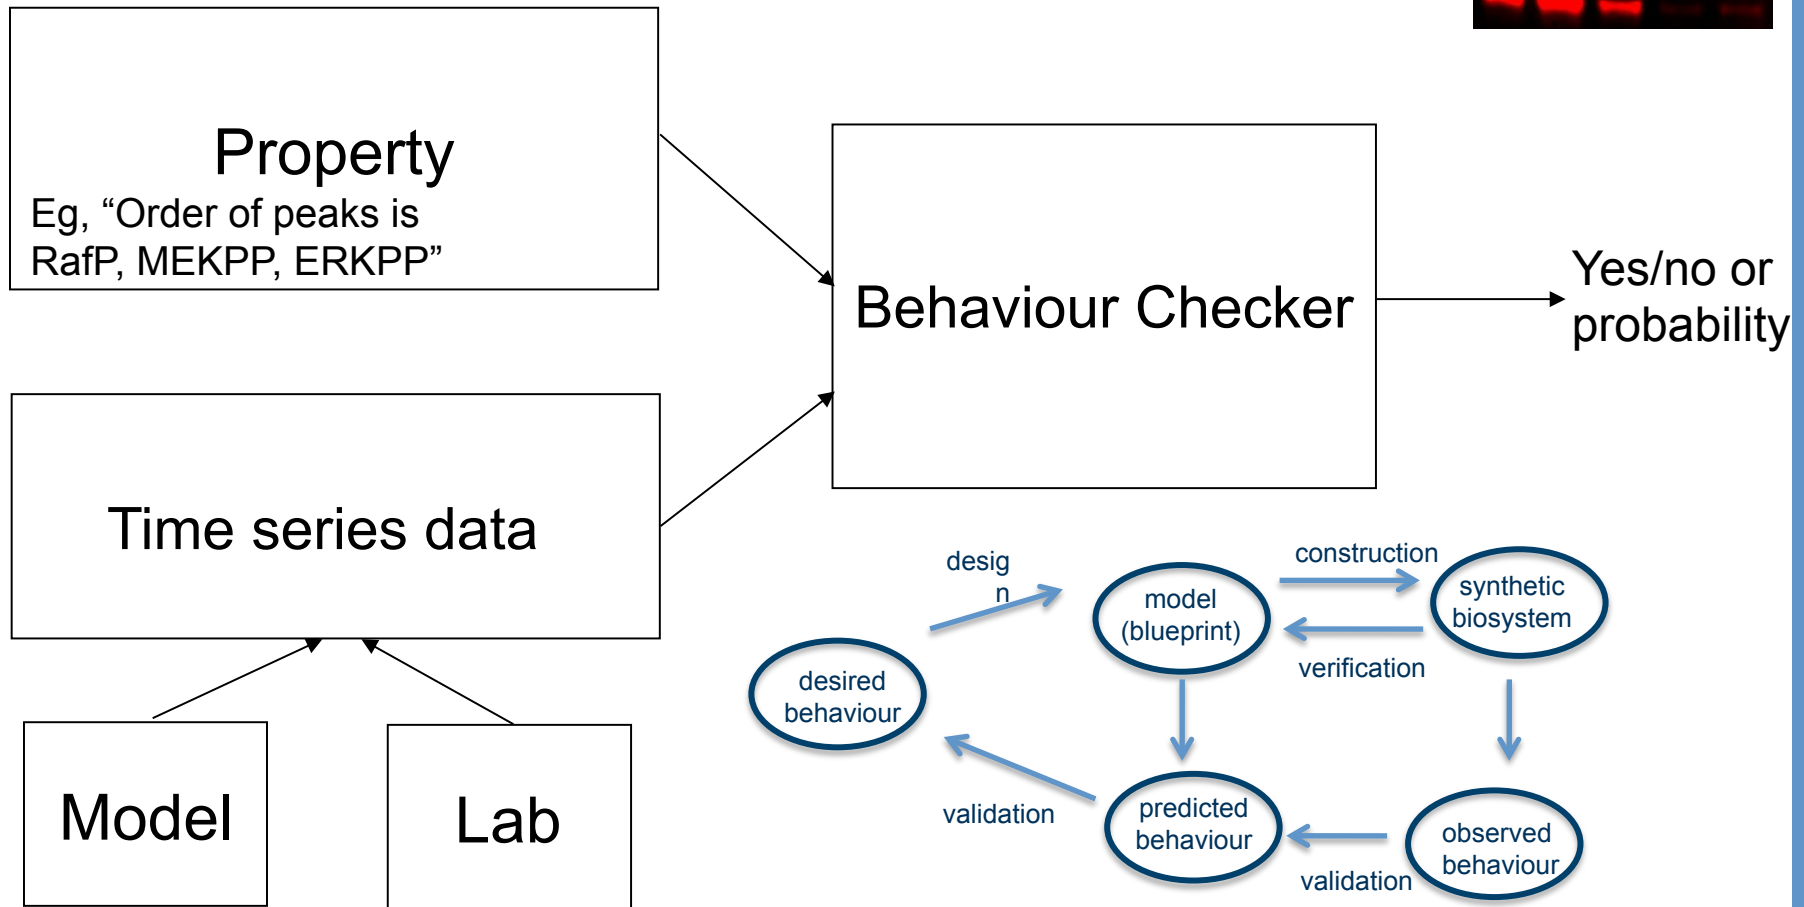 Property
Eg, “Order of peaks is
RafP, MEKPP, ERKPP”
Behaviour Checker
Yes/no or
probability
Time series data
Model
Lab
desig
n
model
(blueprint)
construction
synthetic
biosystem
verification
desired
behaviour
validation
predicted
behaviour
validation
observed
behaviour